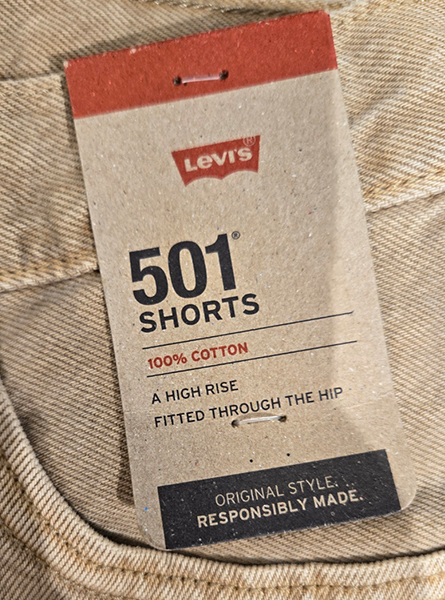 Levi's®
501®
SHORTS
100% COTTON
A HIGH RISE
FITTED THROUGH THE HIP
ORIGINAL STYLE.
RESPONSIBLY MADE.